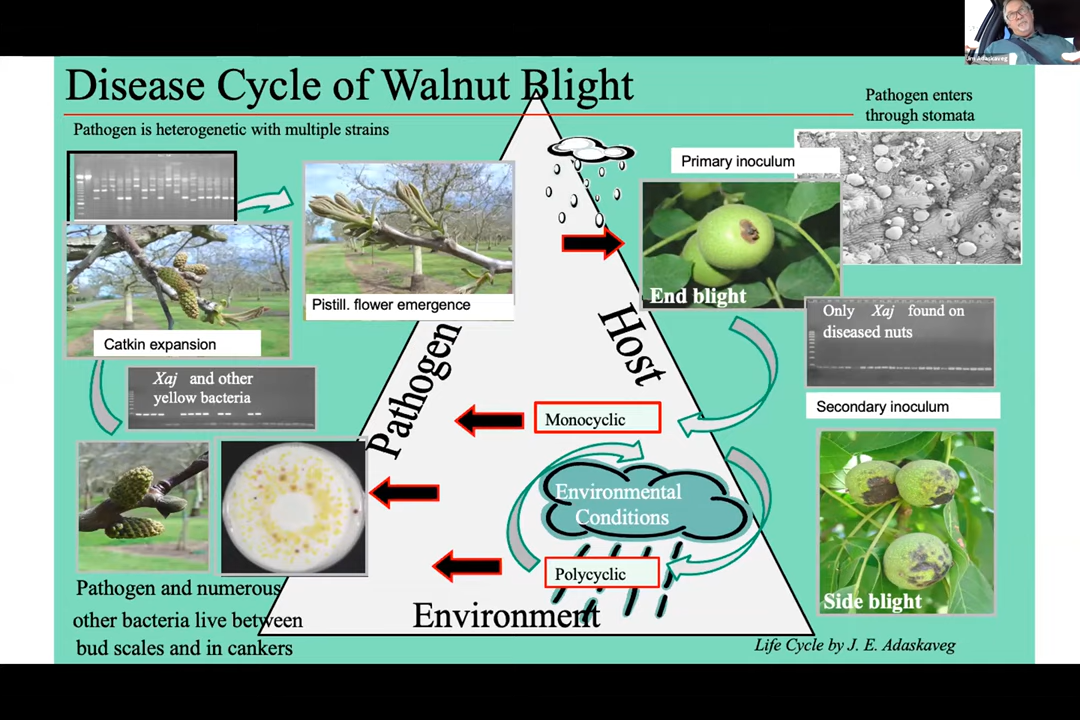 Disease Cycle of Walnut Blight
Pathogen is heterogenetic with multiple strains
Pistill. flower emergence
Catkin expansion
Xaj and other
yellow bacteria
Pathogen and numerous
other bacteria live between
bud scales and in cankers
Pathogen
Host
Environment
Monocyclic
Environmental
Conditions
Polycyclic
Pathogen enters
through stomata
Primary inoculum
End blight
Only Xaj found on
diseased nuts
Secondary inoculum
Side blight
Life Cycle by J. E. Adaskaveg
Adaskaveg